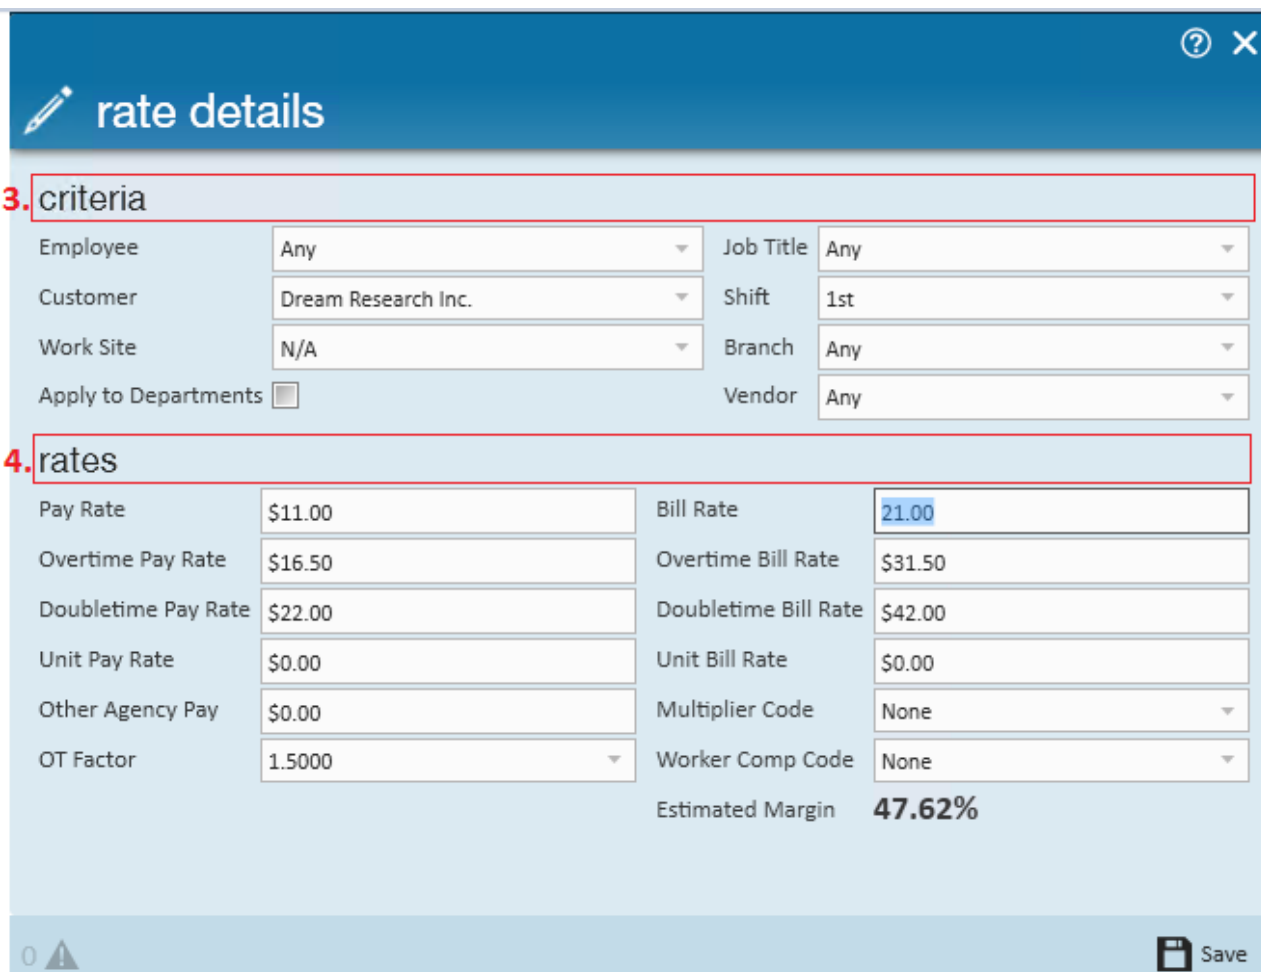 rate details
3. criteria
Employee Any Job Title Any
Customer Dream Research Inc. Shift 1st
Work Site N/A Branch Any
Apply to Departments Vendor Any
4. rates
Pay Rate $11.00 Bill Rate 21.00
Overtime Pay Rate $16.50 Overtime Bill Rate $31.50
Doubletime Pay Rate $22.00 Doubletime Bill Rate $42.00
Unit Pay Rate $0.00 Unit Bill Rate $0.00
Other Agency Pay $0.00 Multiplier Code None
OT Factor 1.5000 Worker Comp Code None
Estimated Margin 47.62%
0 Save